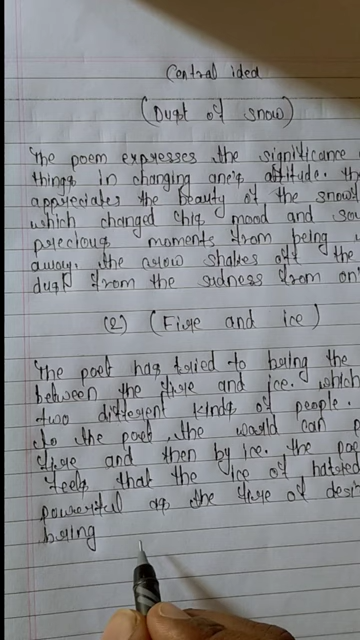 Central idea
(Dust of snow)
The poem expresses the significance
things in changing one's attitude. the
appreciates the beauty of the snow
which changed his mood and
precious moments from being
away. the crow shakes off the
dust from the sadness from
(2) (Fire and ice)
The poet has tried to bring the
between the fire and ice. which
two different kinds of people.
to the poet, the world can
fire and then by ice. the
feels that the ice of hatred
powerful as the fire of
being